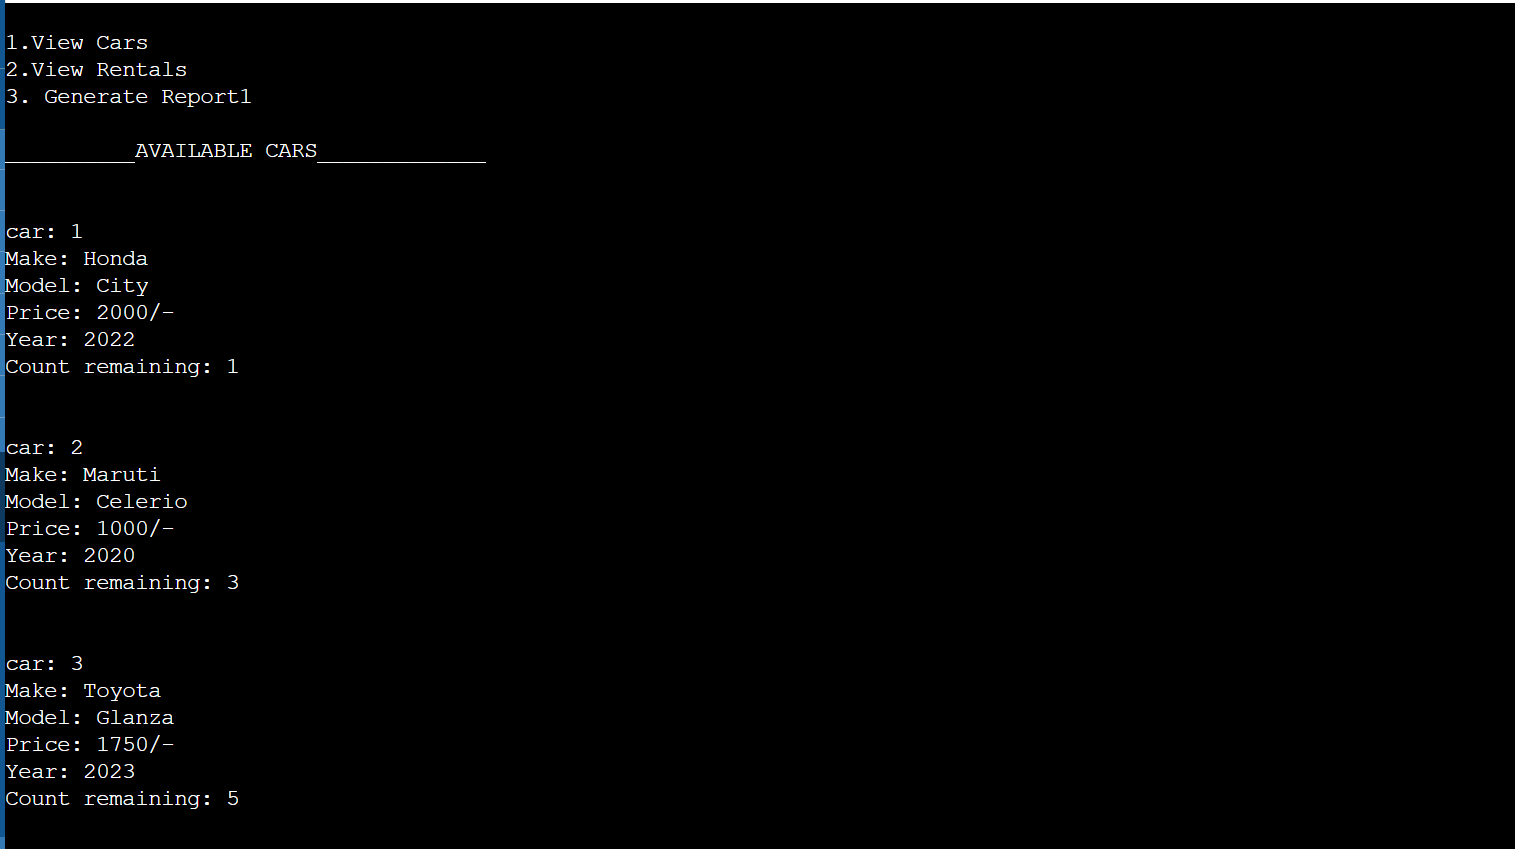 1.View Cars
2.View Rentals
3. Generate Report1
__________AVAILABLE CARS_____________
car: 1
Make: Honda
Model: City
Price: 2000/-
Year: 2022
Count remaining: 1
car: 2
Make: Maruti
Model: Celerio
Price: 1000/-
Year: 2020
Count remaining: 3
car: 3
Make: Toyota
Model: Glanza
Price: 1750/-
Year: 2023
Count remaining: 5